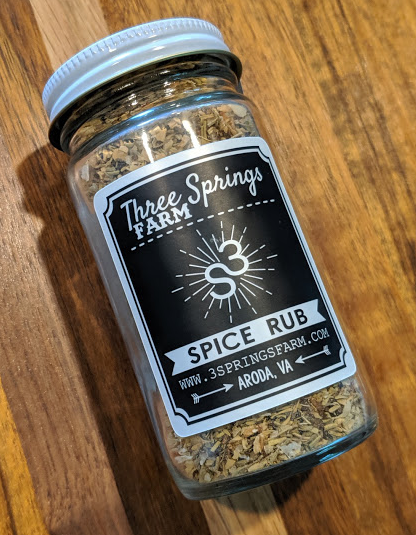 Three Springs
FARM
S3
SPICE RUB
WWW.3SPRINGSFARM.COM
ARODA, VA